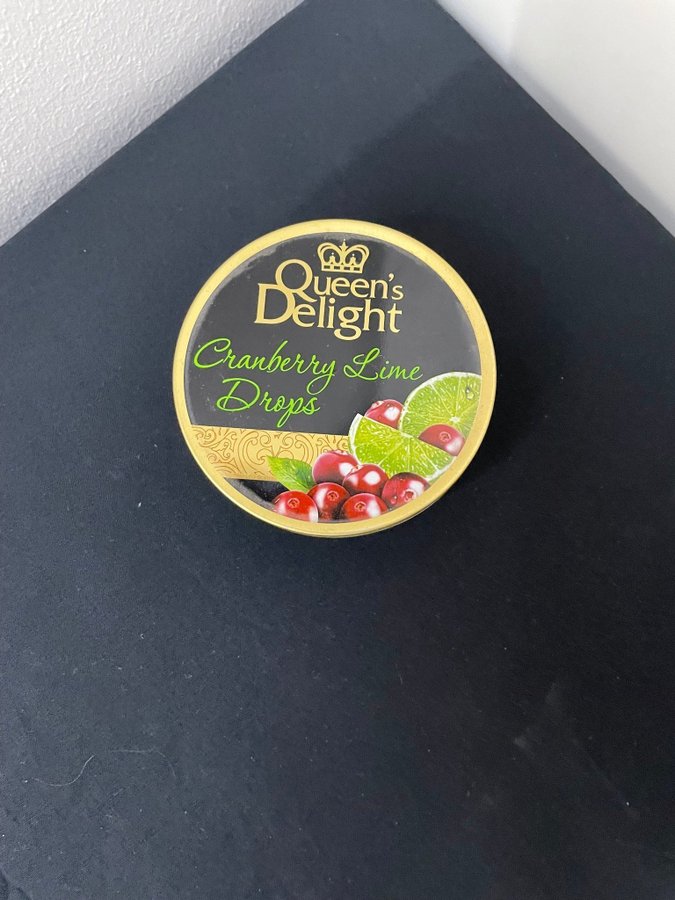 Queen's
Delight
Cranberry Lime
Drops